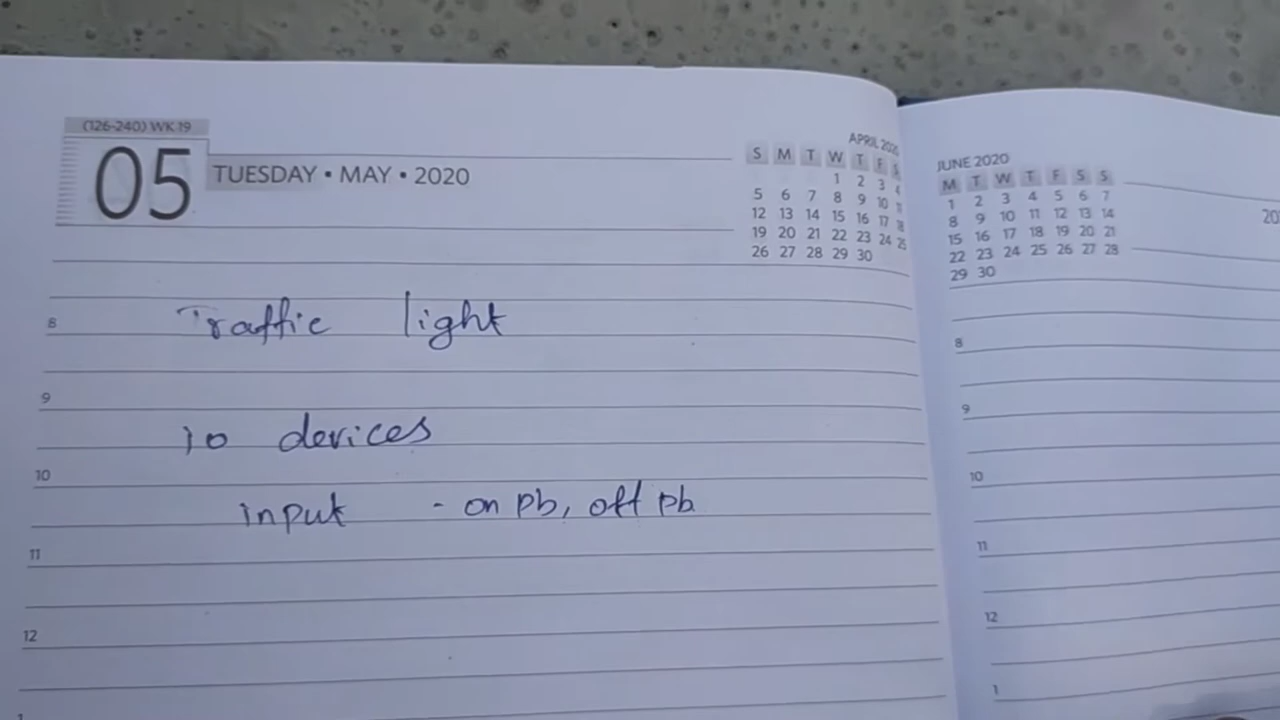 (126-240) WK 19
05
TUESDAY • MAY • 2020
APRIL 2020
S M T W T F S
1 2 3 4
5 6 7 8 9 10 11
12 13 14 15 16 17 18
19 20 21 22 23 24 25
26 27 28 29 30
8
Traffic light
9
io devices
10
input - on pb, off pb
11
12
1
JUNE 2020
M T W T F S S
1 2 3 4 5 6 7
8 9 10 11 12 13 14
15 16 17 18 19 20 21
22 23 24 25 26 27 28
29 30
20
8
9
10
11
12
1